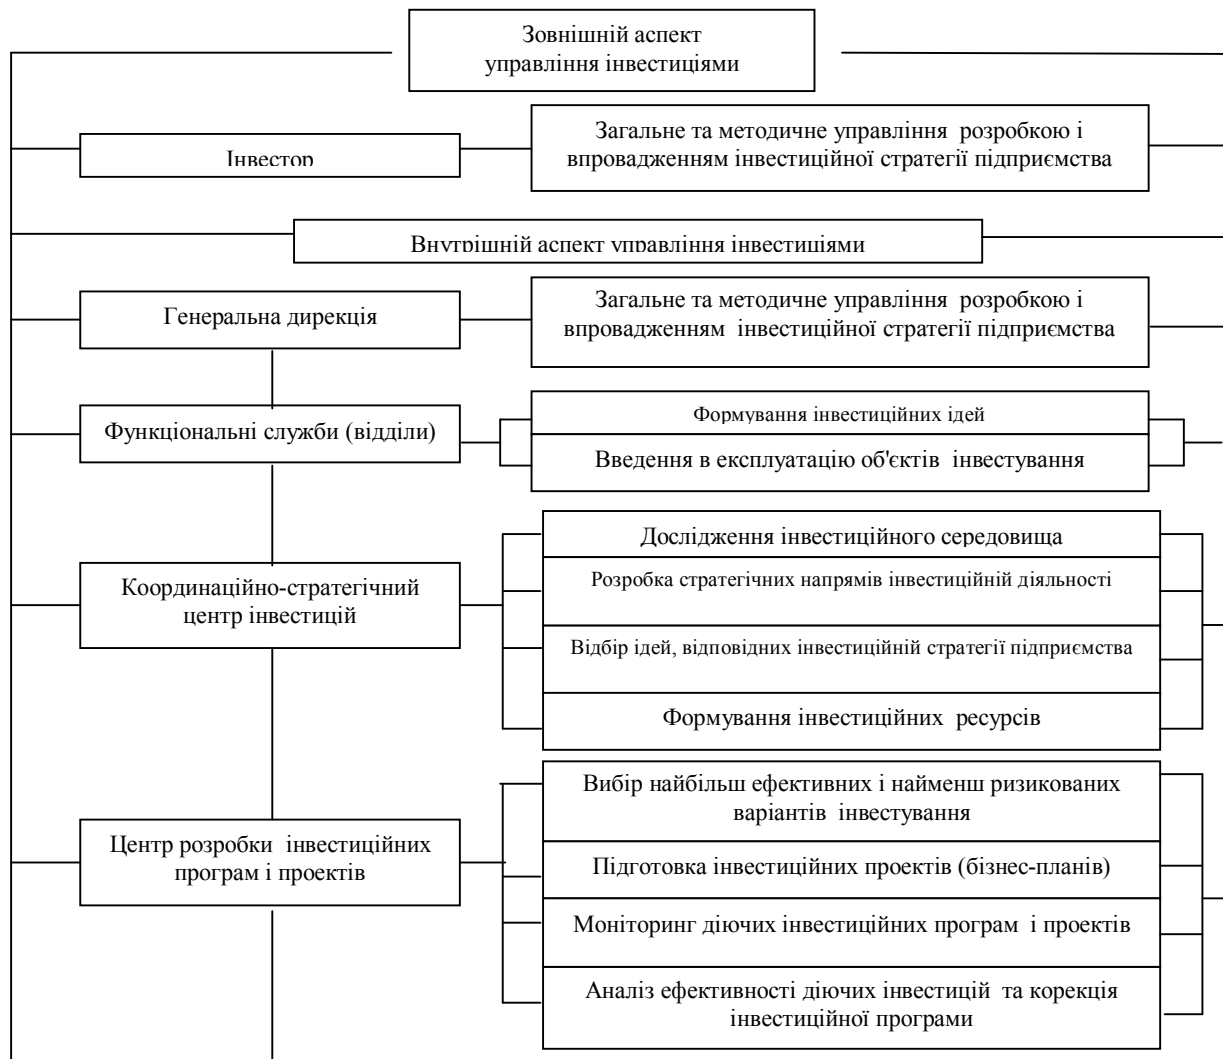 Зовнішній аспект
управління інвестиціями
Інвестор
Загальне та методичне управління розробкою і
впровадженням інвестиційної стратегії підприємства
Внутрішній аспект управління інвестиціями
Генеральна дирекція
Загальне та методичне управління розробкою і
впровадженням інвестиційної стратегії підприємства
Функціональні служби (відділи)
Формування інвестиційних ідей
Введення в експлуатацію об'єктів інвестування
Координаційно-стратегічний
центр інвестицій
Дослідження інвестиційного середовища
Розробка стратегічних напрямів інвестиційній діяльності
Відбір ідей, відповідних інвестиційній стратегії підприємства
Формування інвестиційних ресурсів
Центр розробки інвестиційних
програм і проектів
Вибір найбільш ефективних і найменш ризикованих
варіантів інвестування
Підготовка інвестиційних проектів (бізнес-планів)
Моніторинг діючих інвестиційних програм і проектів
Аналіз ефективності діючих інвестицій та корекція
інвестиційної програми